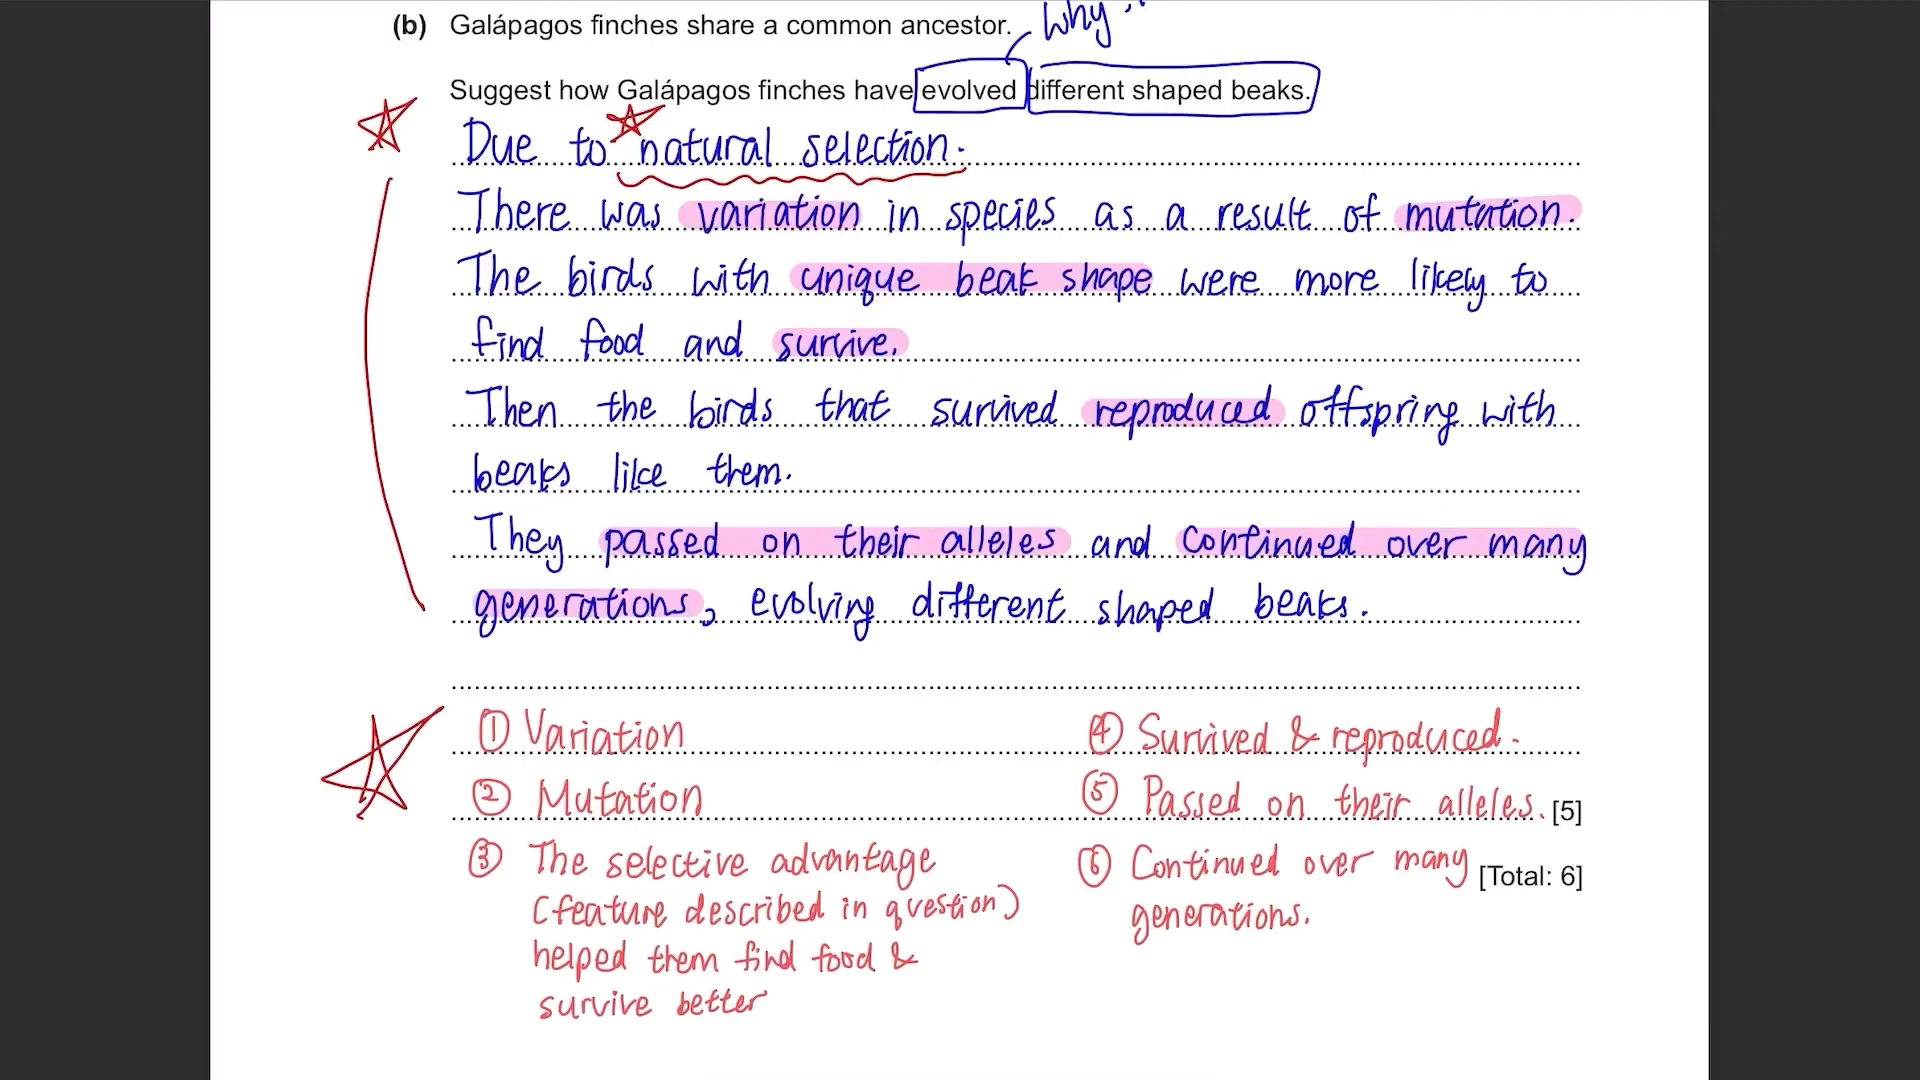 (b) Galápagos finches share a common ancestor.
Why
Suggest how Galápagos finches have evolved different shaped beaks.
Due to natural selection.
There was variation in species as a result of mutation.
The birds with unique beak shape were more likely to
find food and survive.
Then the birds that survived reproduced offspring with
beaks like them.
They passed on their alleles and continued over many
generations, evolving different shaped beaks.
① Variation
② Mutation
③ The selective advantage
(feature described in question)
helped them find food &
survive better
④ Survived & reproduced.
⑤ Passed on their alleles. [5]
⑥ Continued over many
generations.
[Total: 6]